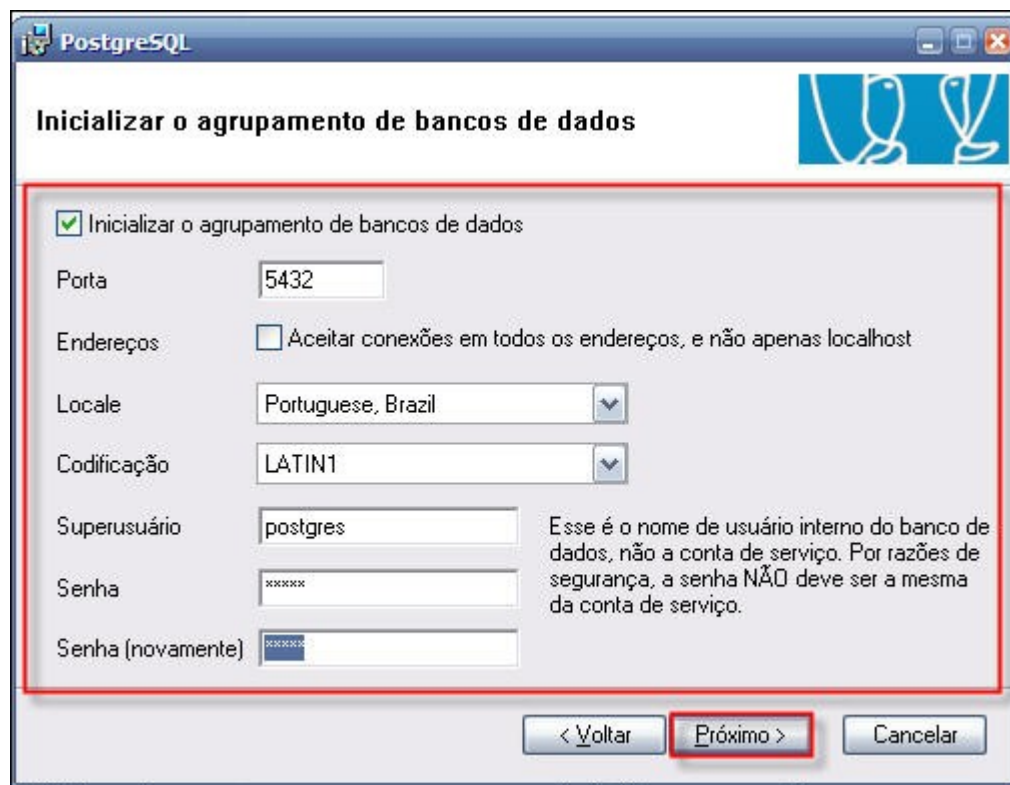 PostgreSQL
Inicializar o agrupamento de bancos de dados
Inicializar o agrupamento de bancos de dados
Porta
5432
Endereços
Aceitar conexões em todos os endereços, e não apenas localhost
Locale
Portuguese, Brazil
Codificação
LATIN1
Superusuário
postgres
Esse é o nome de usuário interno do banco de
dados, não a conta de serviço. Por razões de
segurança, a senha NÃO deve ser a mesma
da conta de serviço.
Senha
*****
Senha (novamente)
*****
< Voltar
Próximo >
Cancelar